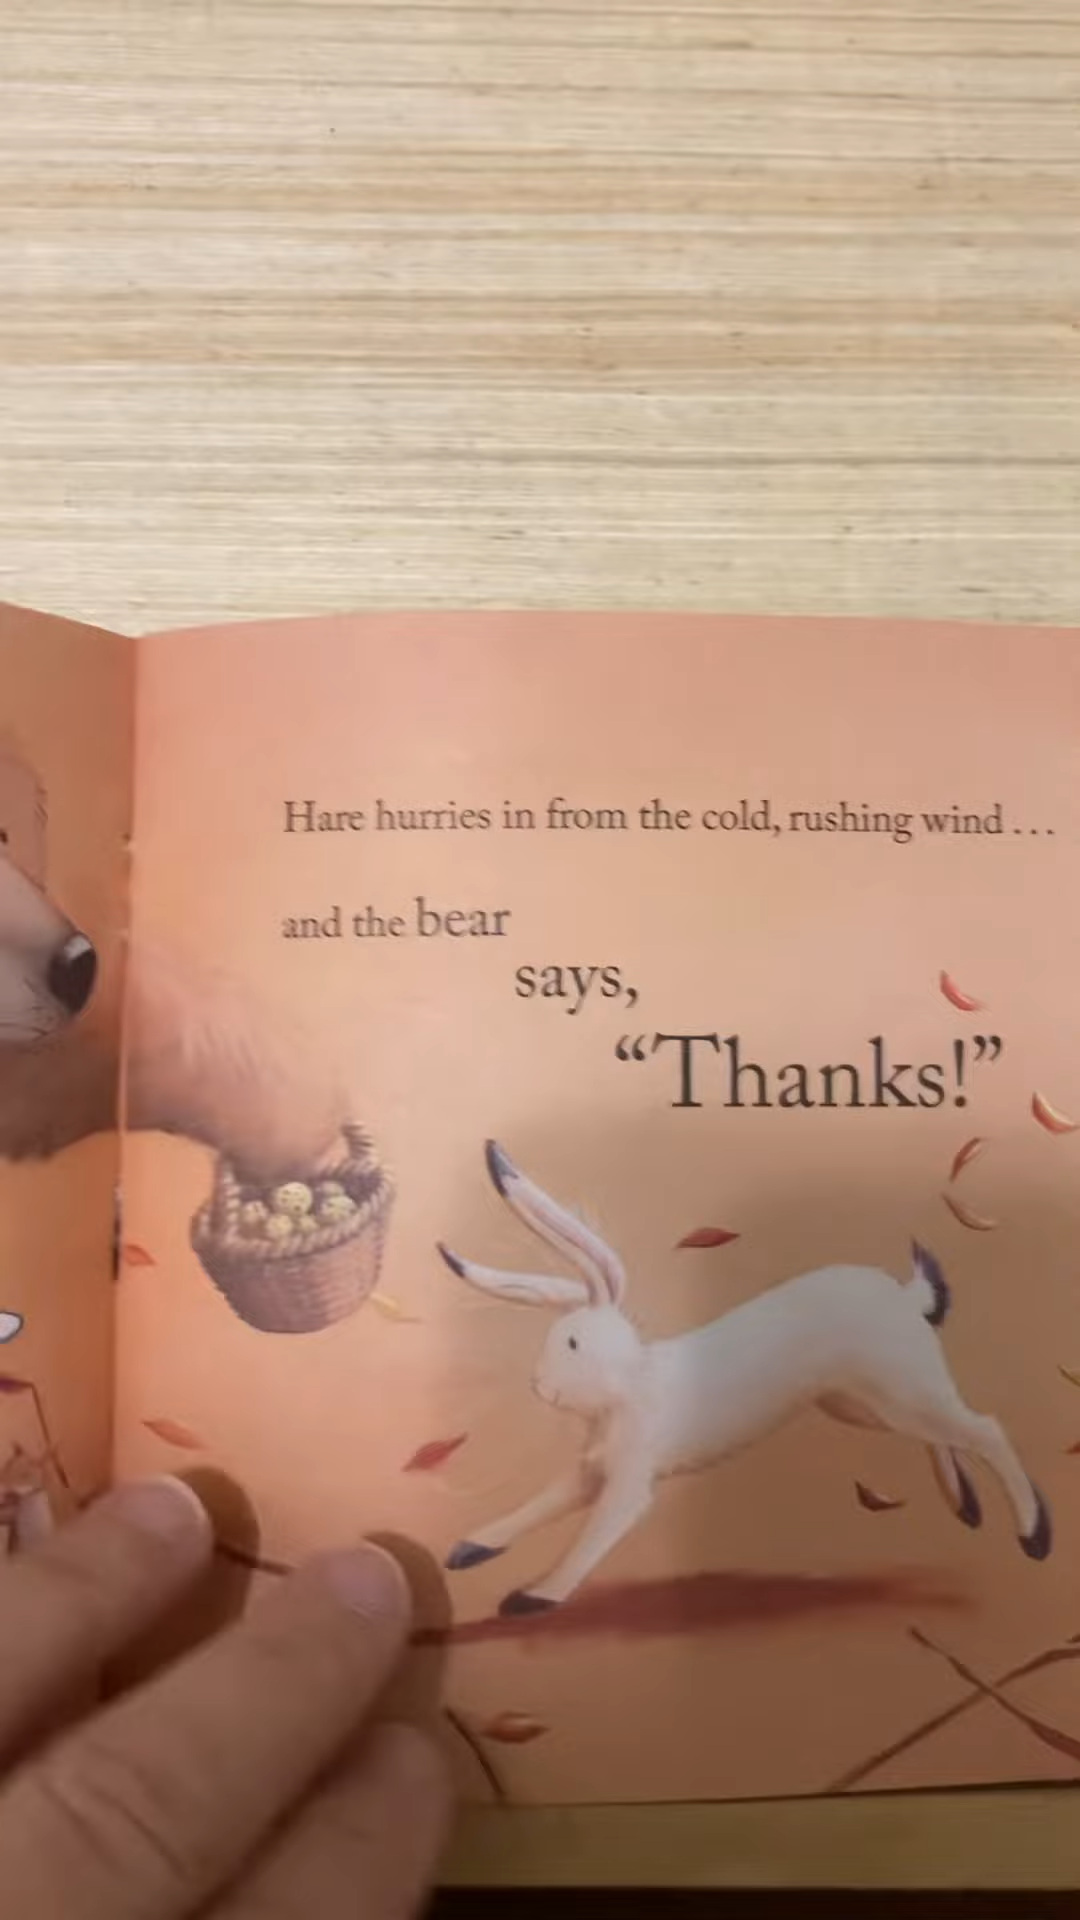 Hare hurries in from the cold, rushing wind . . .
and the bear
says,
“Thanks!”